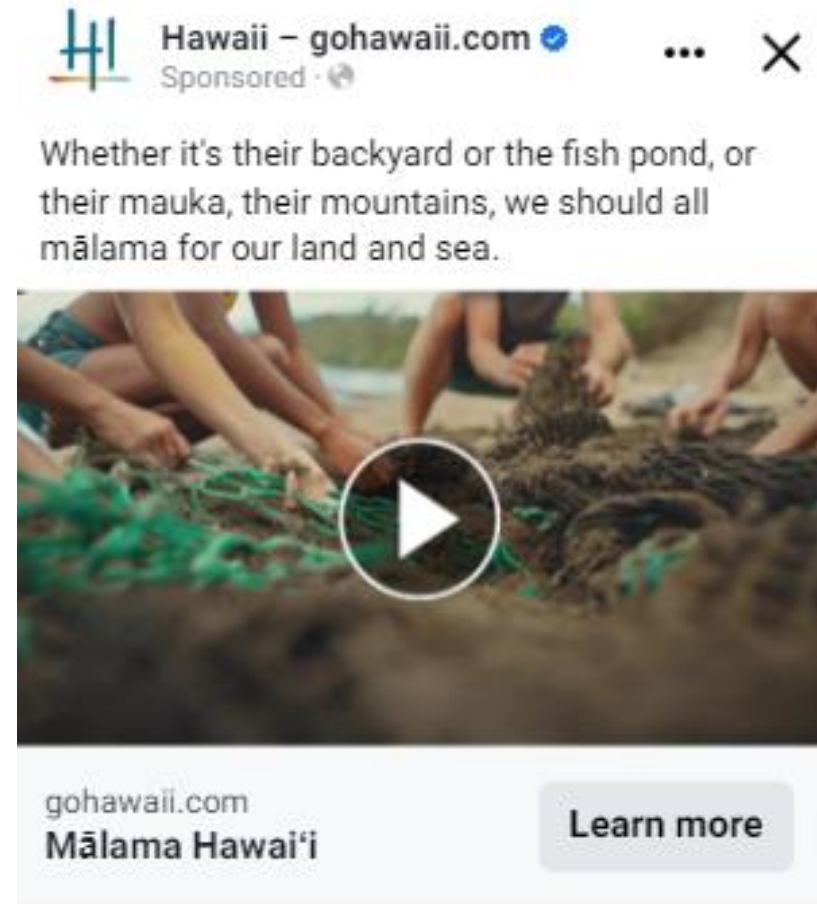 Hawaii – gohawaii.com
Sponsored ·
Whether it's their backyard or the fish pond, or
their mauka, their mountains, we should all
mālama for our land and sea.
gohawaii.com
Mālama Hawaiʻi
Learn more